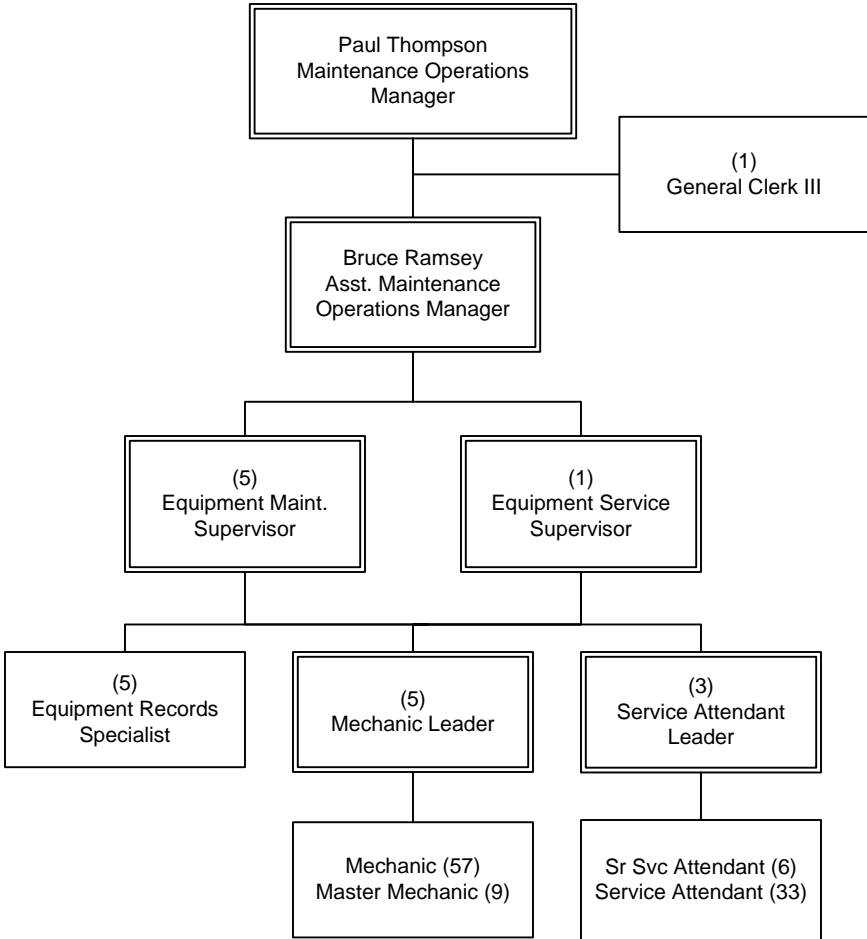 Paul Thompson
Maintenance Operations
Manager
(1)
General Clerk III
Bruce Ramsey
Asst. Maintenance
Operations Manager
(5)
Equipment Maint.
Supervisor
(1)
Equipment Service
Supervisor
(5)
Equipment Records
Specialist
(5)
Mechanic Leader
(3)
Service Attendant
Leader
Mechanic (57)
Master Mechanic (9)
Sr Svc Attendant (6)
Service Attendant (33)